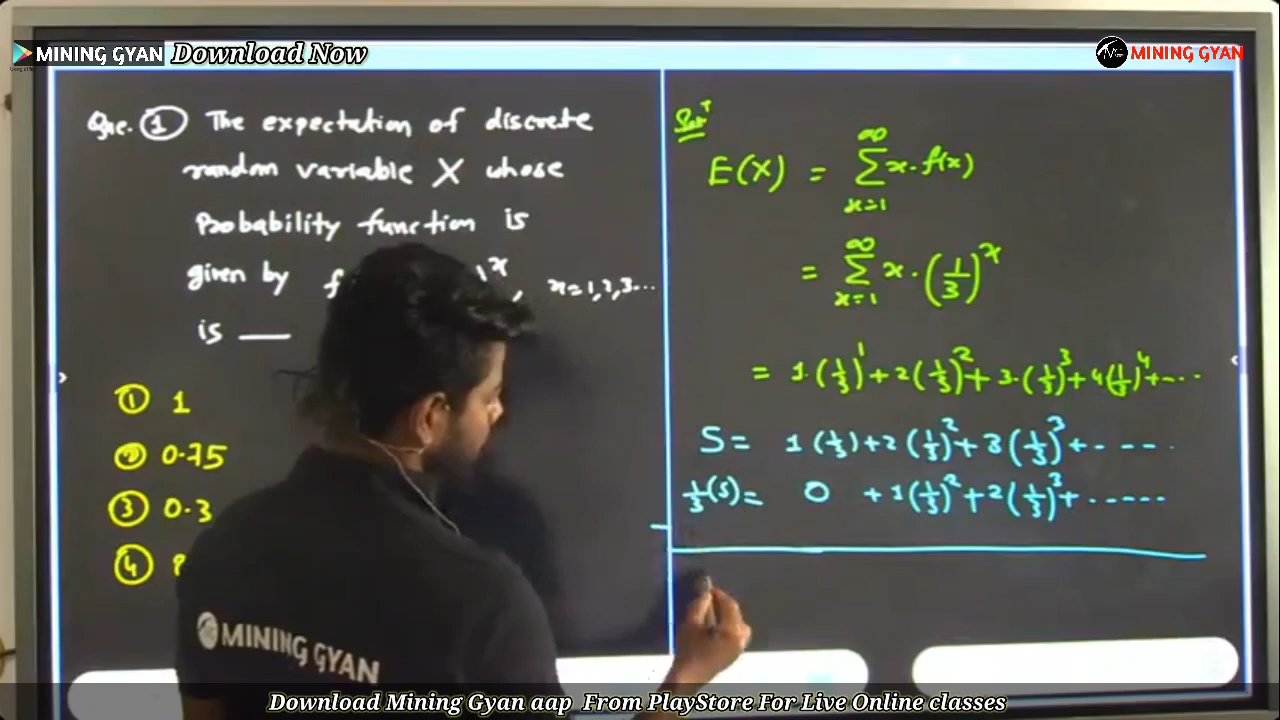 MINING GYAN Download Now
MINING GYAN
Que. ① The expectation of discrete
random variable X whose
Probability function is
given by f x, x=1,2,3...
is ___
① 1
② 0.75
③ 0.3
④
Solⁿ
E(X) = ∑_{x=1}^{∞} x·f(x)
= ∑_{x=1}^{∞} x·(1/3)^x
= 1·(1/3)^1+2(1/3)^2+3·(1/3)^3+4(1/3)^4+-...
S= 1(1/3)+2(1/3)^2+3(1/3)^3+-----.
1/3(S)= 0 +1(1/3)^2+2(1/3)^3+......
MINING GYAN
Download Mining Gyan aap From PlayStore For Live Online classes